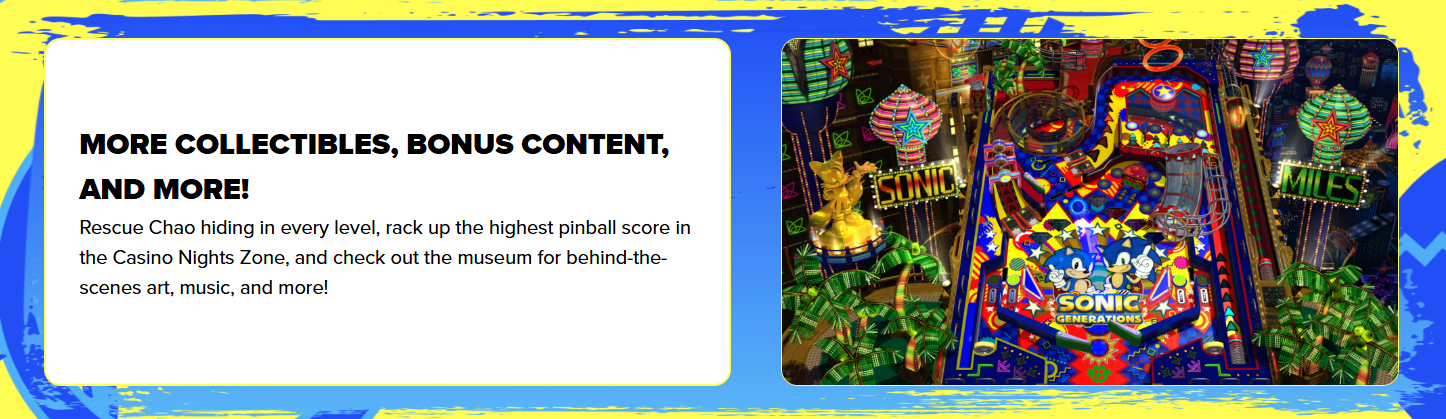 MORE COLLECTIBLES, BONUS CONTENT,
AND MORE!
Rescue Chao hiding in every level, rack up the highest pinball score in
the Casino Nights Zone, and check out the museum for behind-the-
scenes art, music, and more!
SONIC
MILES
SONIC
GENERATIONS